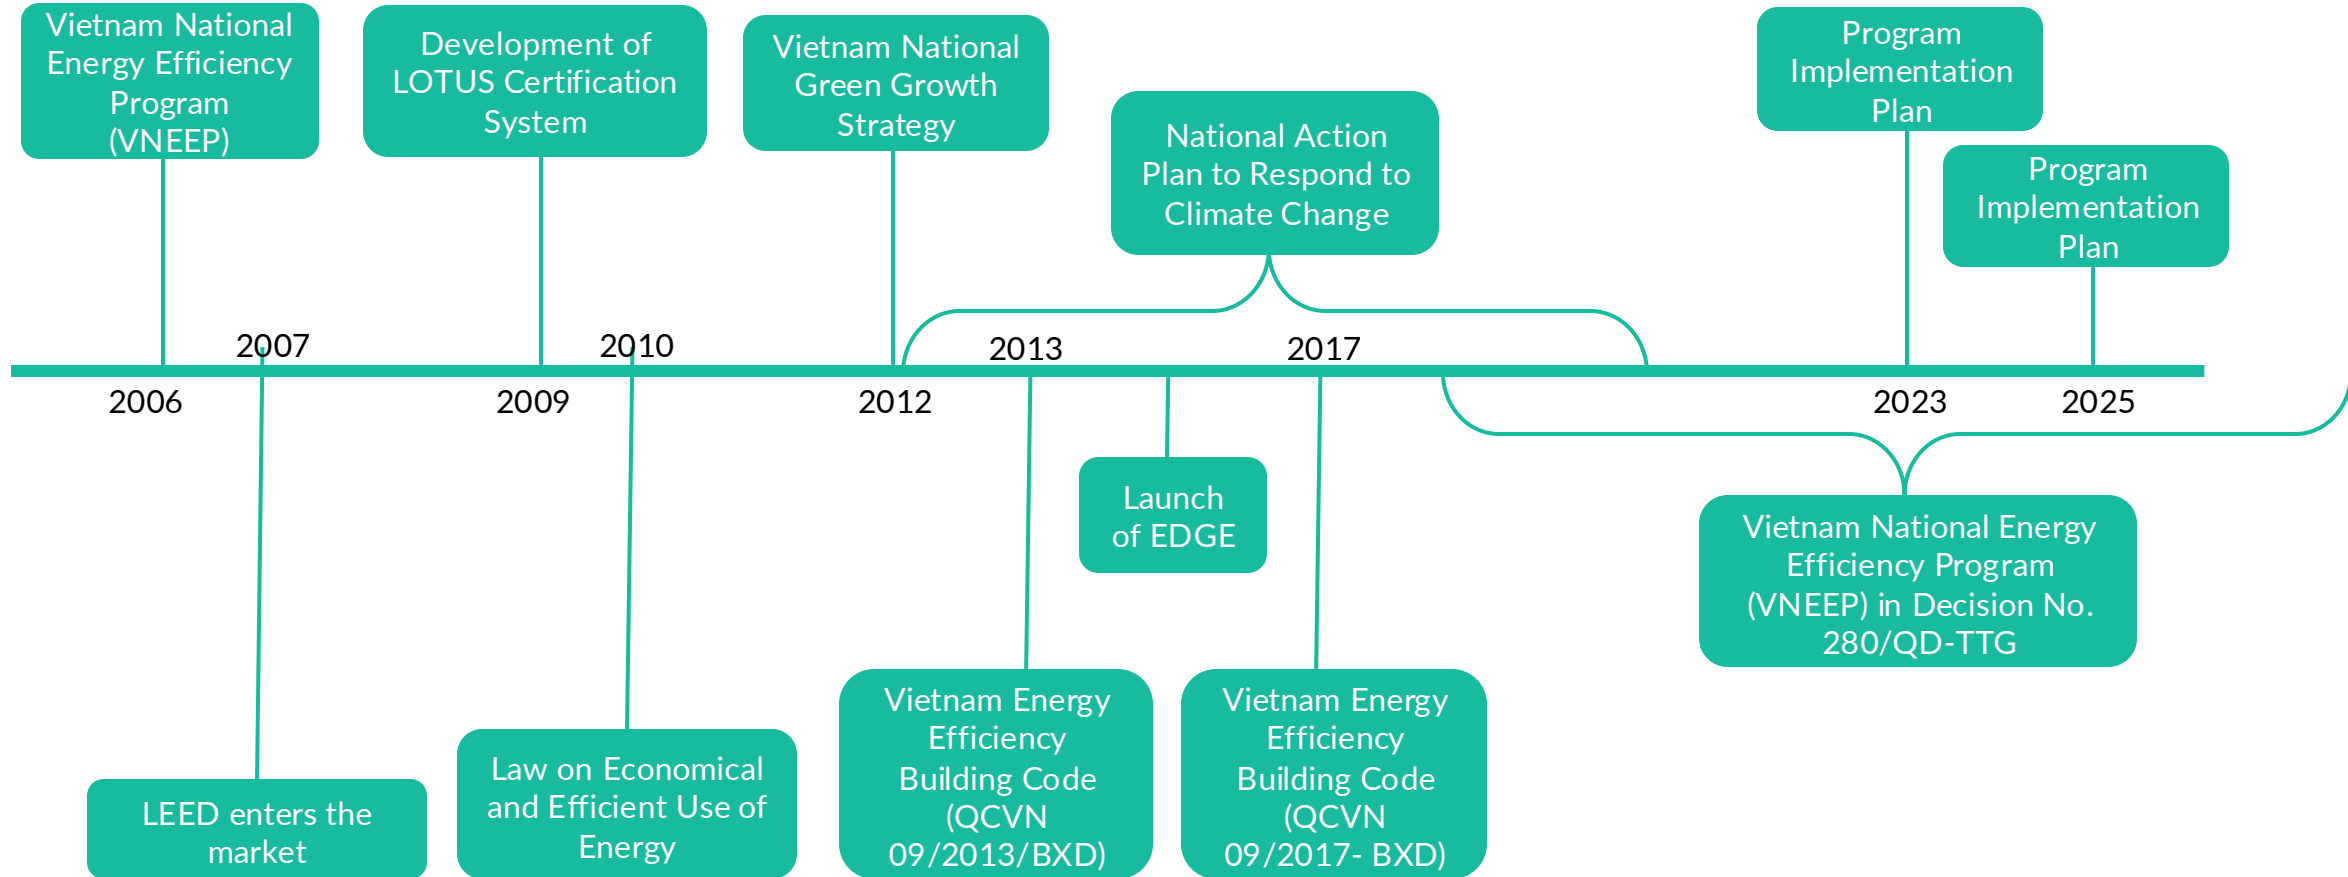 Vietnam National
Energy Efficiency
Program
(VNEEP)
Development of
LOTUS Certification
System
Vietnam National
Green Growth
Strategy
National Action
Plan to Respond to
Climate Change
Program
Implementation
Plan
Program
Implementation
Plan
2007
2010
2013
2017
2006
2009
2012
2023
2025
Launch
of EDGE
Vietnam National Energy
Efficiency Program
(VNEEP) in Decision No.
280/QD-TTG
LEED enters the
market
Law on Economical
and Efficient Use of
Energy
Vietnam Energy
Efficiency
Building Code
(QCVN
09/2013/BXD)
Vietnam Energy
Efficiency
Building Code
(QCVN
09/2017- BXD)